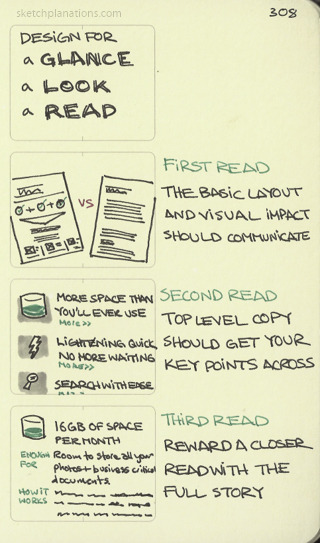 sketchplanations.com
308
DESIGN FOR
a GLANCE
a LOOK
a READ
VS
FIRST READ
THE BASIC LAYOUT
AND VISUAL IMPACT
SHOULD COMMUNICATE
MORE SPACE THAN
YOU'LL EVER USE
More >>
LIGHTENING QUICK,
NO MORE WAITING
MORE>>
SEARCH WITH EASE
SECOND READ
TOP LEVEL COPY
SHOULD GET YOUR
KEY POINTS ACROSS
16GB OF SPACE
PER MONTH
ENOUGH
FOR
Room to store all your
photos + business critical
documents
HOW IT
WORKS
THIRD READ
REWARD A CLOSER
READ WITH THE
FULL STORY